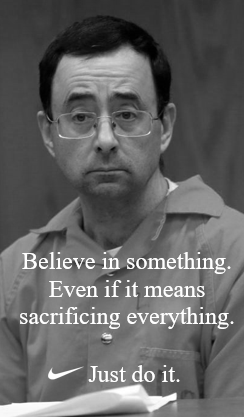 Believe in something.
Even if it means
sacrificing everything.
Just do it.